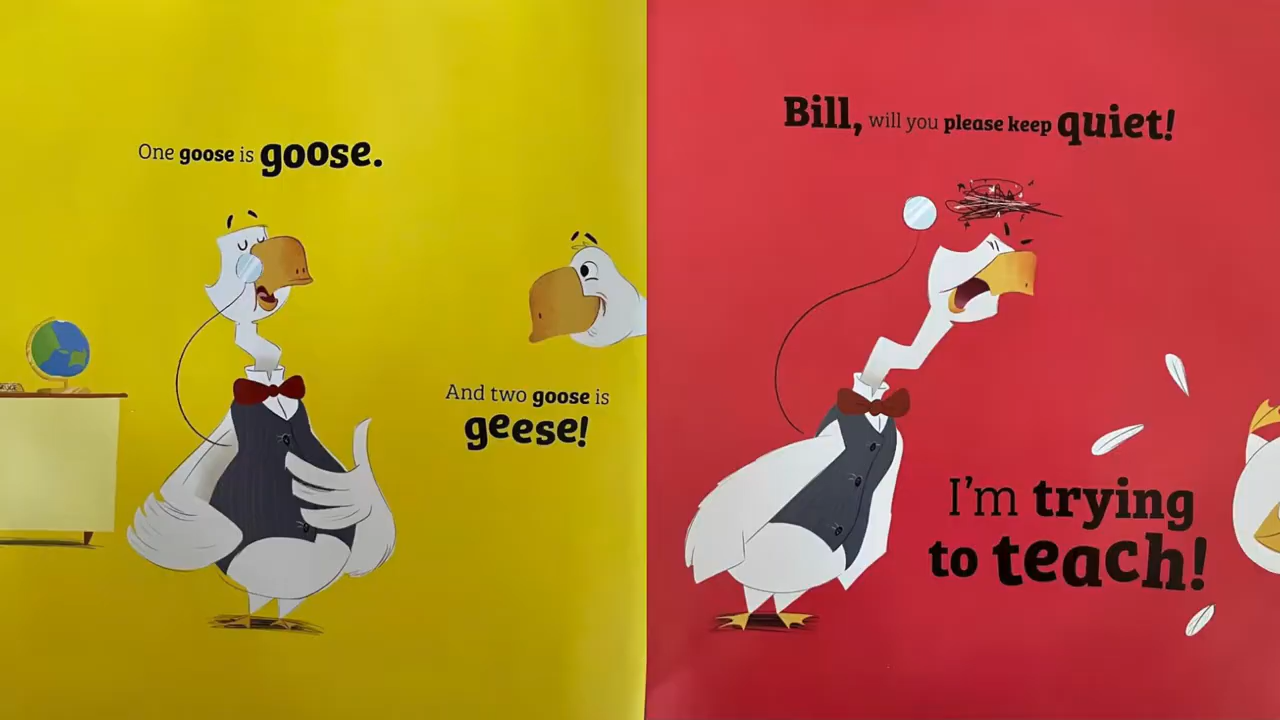 One goose is goose.
And two goose is
geese!
Bill, will you please keep quiet!
I'm trying
to teach!